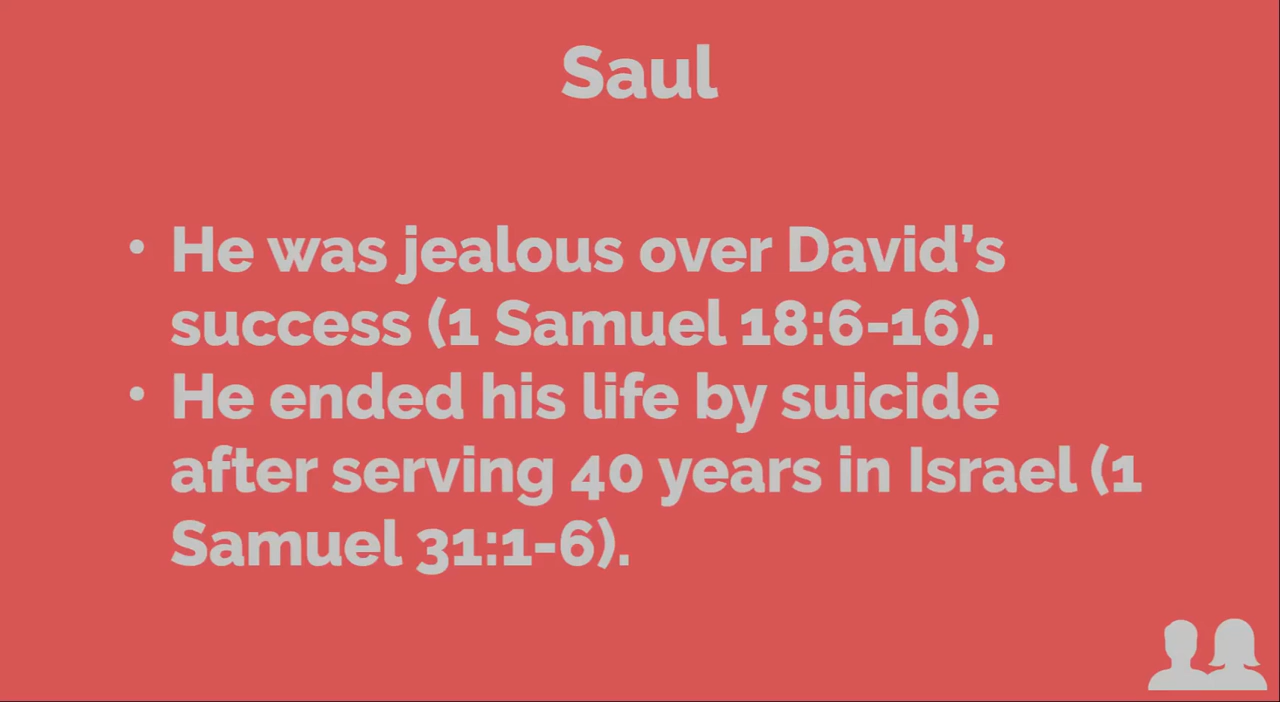 Saul
• He was jealous over David’s
success (1 Samuel 18:6-16).
• He ended his life by suicide
after serving 40 years in Israel (1
Samuel 31:1-6).